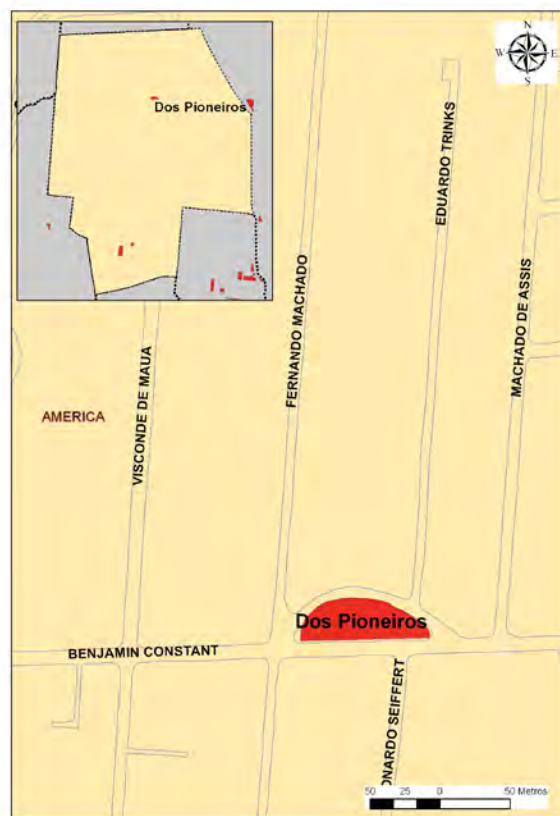 Dos Pioneiros
N
W E
S
EDUARDO TRINKS
FERNANDO MACHADO
MACHADO DE ASSIS
VISCONDE DE MAUA
AMERICA
Dos Pioneiros
BENJAMIN CONSTANT
ONARDO SEIFFERT
50 25 0 50 Metros